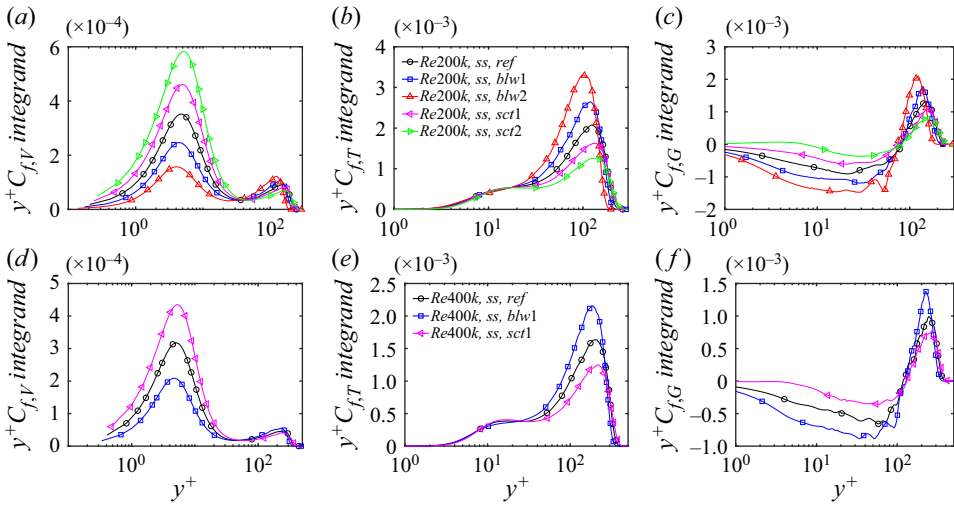 (a) (×10⁻⁴)
y⁺C_{f,V} integrand
6
4
2
0
10⁰ 10¹ 10²
(b) (×10⁻³)
y⁺C_{f,T} integrand
4
3
2
1
0
Re200k, ss, ref
Re200k, ss, blw1
Re200k, ss, blw2
Re200k, ss, sct1
Re200k, ss, sct2
10⁰ 10¹ 10²
(c) (×10⁻³)
y⁺C_{f,G} integrand
3
2
1
0
−1
−2
10⁰ 10¹ 10²
(d) (×10⁻⁴)
y⁺C_{f,V} integrand
5
4
3
2
1
0
10⁰ 10²
y⁺
(e) (×10⁻³)
y⁺C_{f,T} integrand
2.5
2.0
1.5
1.0
0.5
0
Re400k, ss, ref
Re400k, ss, blw1
Re400k, ss, sct1
10⁰ 10¹ 10²
y⁺
(f) (×10⁻³)
y⁺C_{f,G} integrand
1.5
1.0
0.5
0
−0.5
−1.0
10⁰ 10¹ 10²
y⁺